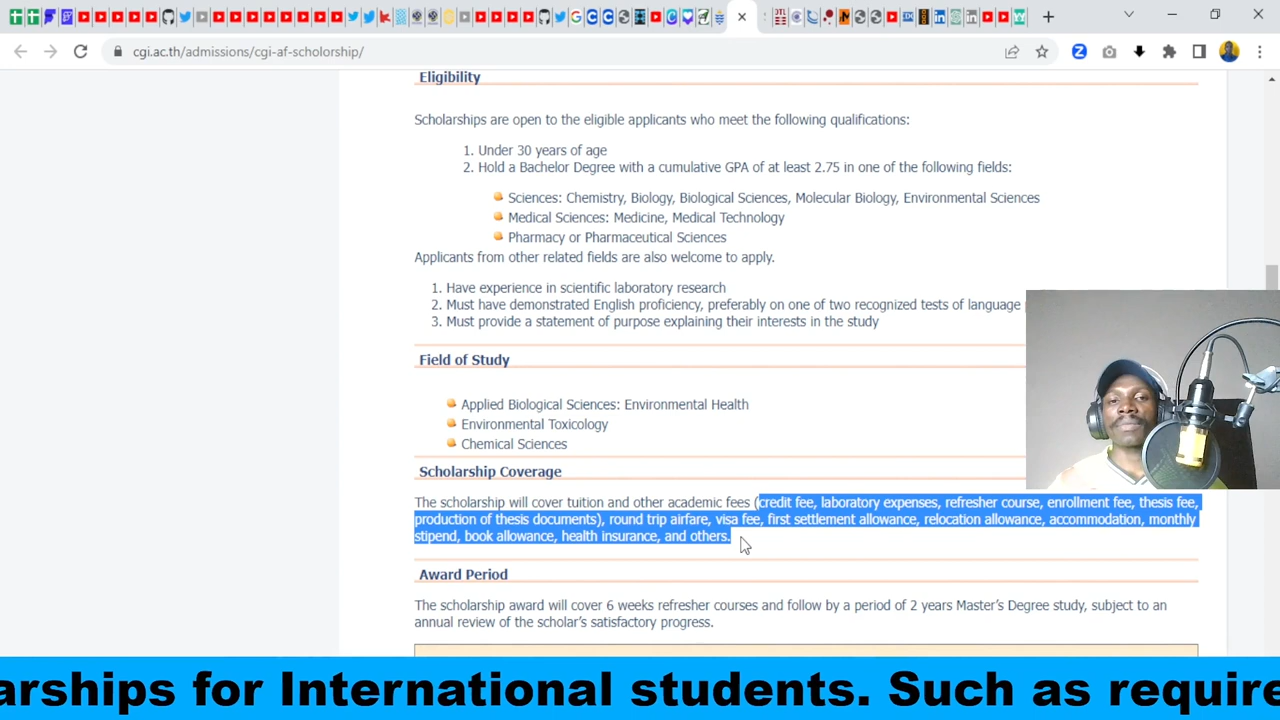 cgi.ac.th/admissions/cgi-af-scholorship/
Eligibility
Scholarships are open to the eligible applicants who meet the following qualifications:
1. Under 30 years of age
2. Hold a Bachelor Degree with a cumulative GPA of at least 2.75 in one of the following fields:
Sciences: Chemistry, Biology, Biological Sciences, Molecular Biology, Environmental Sciences
Medical Sciences: Medicine, Medical Technology
Pharmacy or Pharmaceutical Sciences
Applicants from other related fields are also welcome to apply.
1. Have experience in scientific laboratory research
2. Must have demonstrated English proficiency, preferably on one of two recognized tests of language
3. Must provide a statement of purpose explaining their interests in the study
Field of Study
Applied Biological Sciences: Environmental Health
Environmental Toxicology
Chemical Sciences
Scholarship Coverage
The scholarship will cover tuition and other academic fees (credit fee, laboratory expenses, refresher course, enrollment fee, thesis fee,
production of thesis documents), round trip airfare, visa fee, first settlement allowance, relocation allowance, accommodation, monthly
stipend, book allowance, health insurance, and others.
Award Period
The scholarship award will cover 6 weeks refresher courses and follow by a period of 2 years Master's Degree study, subject to an
annual review of the scholar's satisfactory progress.
arships for International students. Such as require